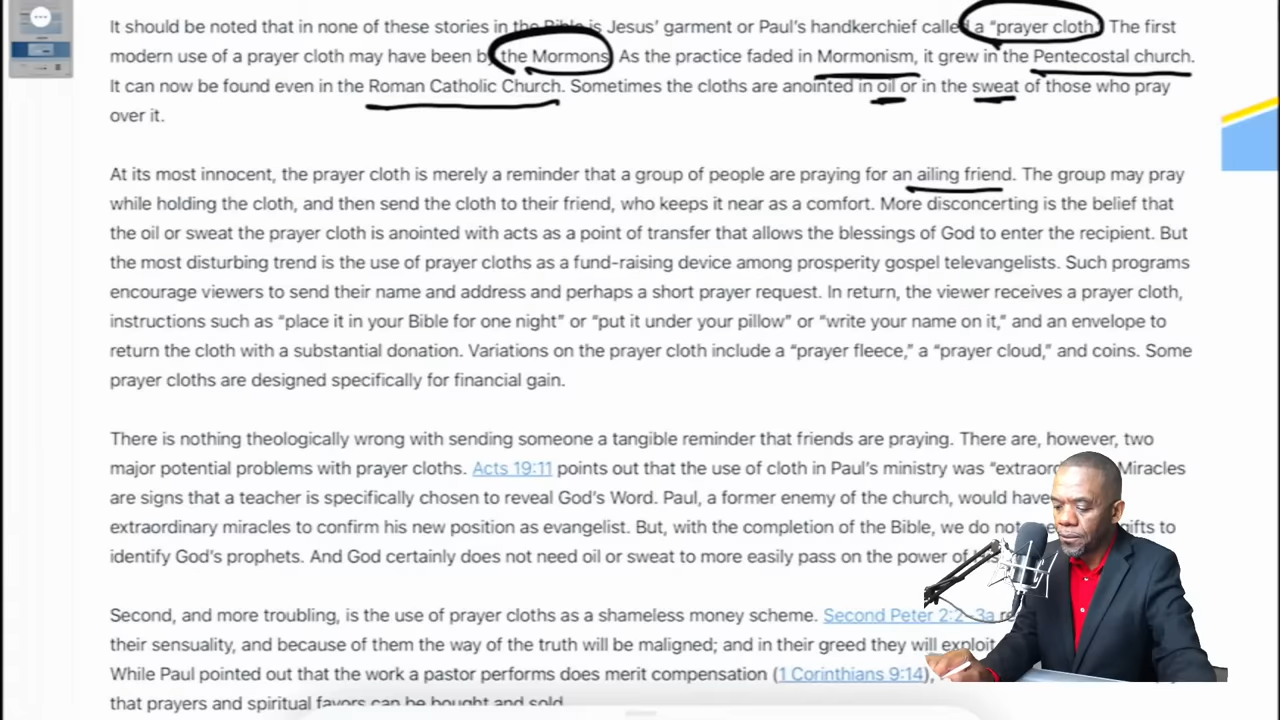 It should be noted that in none of these stories in the Bible is Jesus' garment or Paul's handkerchief called a "prayer cloth." The first
modern use of a prayer cloth may have been by the Mormons. As the practice faded in Mormonism, it grew in the Pentecostal church.
It can now be found even in the Roman Catholic Church. Sometimes the cloths are anointed in oil or in the sweat of those who pray
over it.
At its most innocent, the prayer cloth is merely a reminder that a group of people are praying for an ailing friend. The group may pray
while holding the cloth, and then send the cloth to their friend, who keeps it near as a comfort. More disconcerting is the belief that
the oil or sweat the prayer cloth is anointed with acts as a point of transfer that allows the blessings of God to enter the recipient. But
the most disturbing trend is the use of prayer cloths as a fund-raising device among prosperity gospel televangelists. Such programs
encourage viewers to send their name and address and perhaps a short prayer request. In return, the viewer receives a prayer cloth,
instructions such as "place it in your Bible for one night" or "put it under your pillow" or "write your name on it," and an envelope to
return the cloth with a substantial donation. Variations on the prayer cloth include a "prayer fleece," a "prayer cloud," and coins. Some
prayer cloths are designed specifically for financial gain.
There is nothing theologically wrong with sending someone a tangible reminder that friends are praying. There are, however, two
major potential problems with prayer cloths. Acts 19:11 points out that the use of cloth in Paul's ministry was Miracles
are signs that a teacher is specifically chosen to reveal God's Word. Paul, a former enemy of the church, would have
extraordinary miracles to confirm his new position as evangelist. But, with the completion of the Bible, we do not gifts to
identify God's prophets. And God certainly does not need oil or sweat to more easily pass on the power of
Second, and more troubling, is the use of prayer cloths as a shameless money scheme. Second Peter 2:2-3a
their sensuality, and because of them the way of the truth will be maligned; and in their greed they will exploit
While Paul pointed out that the work a pastor performs does merit compensation (1 Corinthians 9:14),
that prayers and spiritual favors can be bought and sold